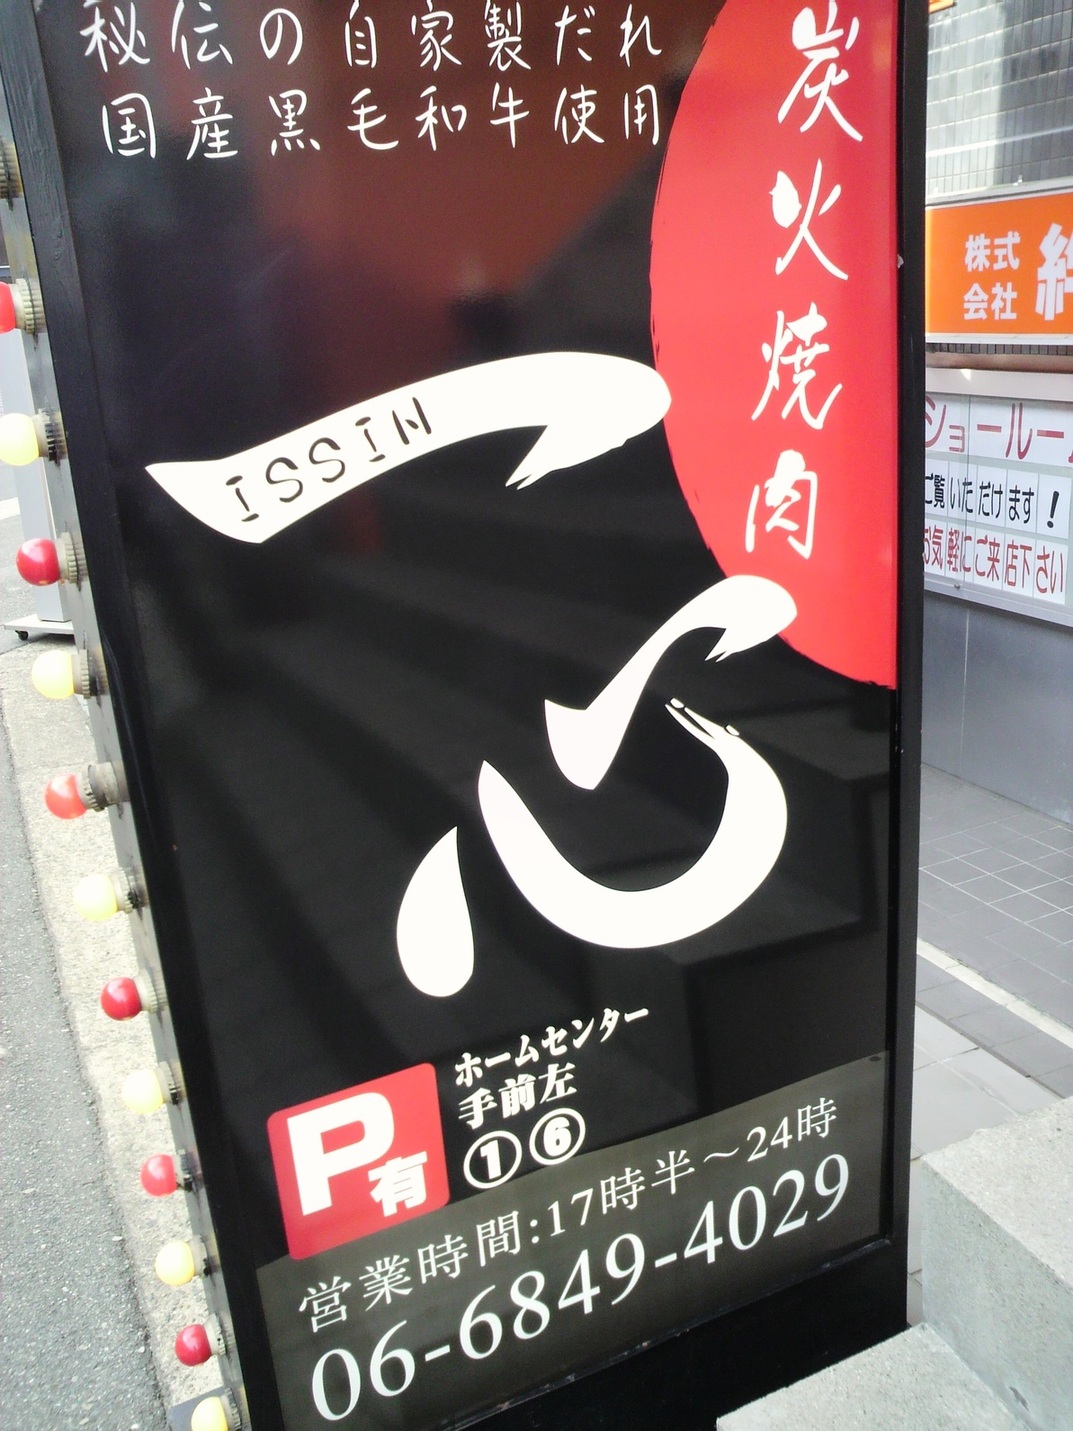 秘伝の自家製だれ
国産黒毛和牛使用
炭火焼肉
一心
ISSIN
P有
ホームセンター
手前左
①⑥
営業時間:17時半～24時
06-6849-4029
株式
会社
ショールー
ご覧いただけます!
お気軽にご来店下さい